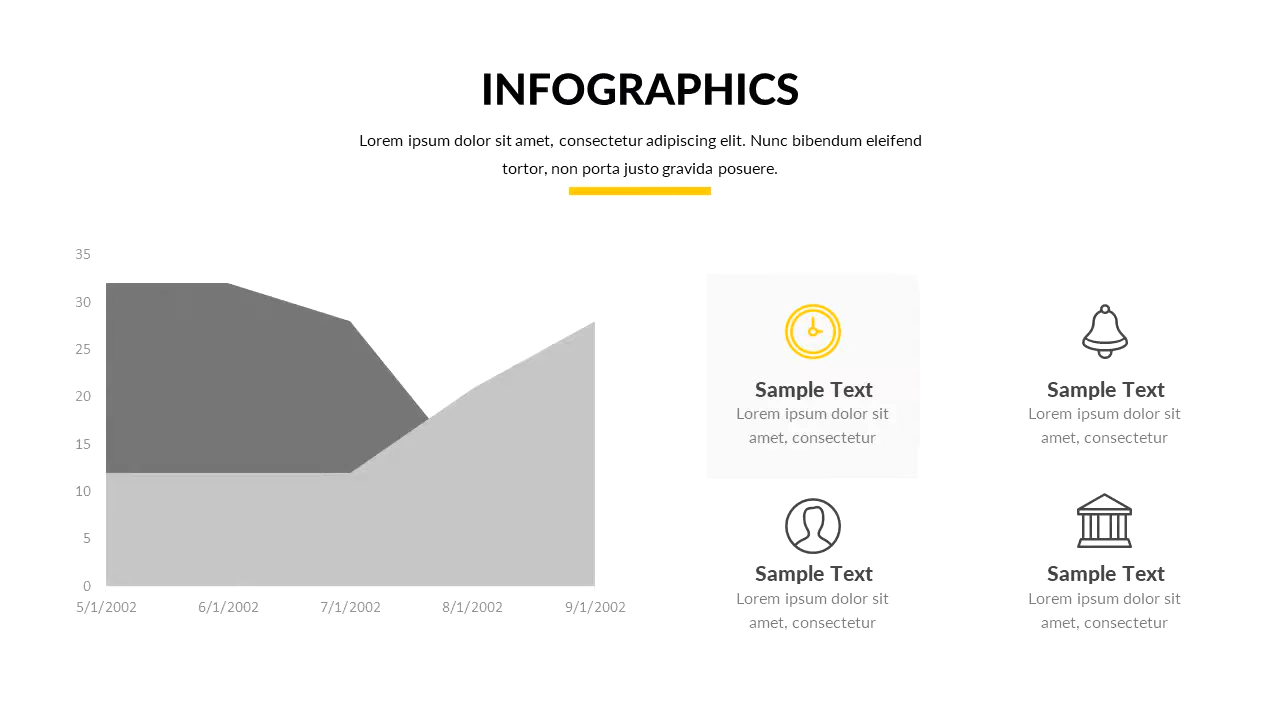 INFOGRAPHICS
Lorem ipsum dolor sit amet, consectetur adipiscing elit. Nunc bibendum eleifend
tortor, non porta justo gravida posuere.
35
30
25
20
15
10
5
0
5/1/2002 6/1/2002 7/1/2002 8/1/2002 9/1/2002
Sample Text
Lorem ipsum dolor sit
amet, consectetur
Sample Text
Lorem ipsum dolor sit
amet, consectetur
Sample Text
Lorem ipsum dolor sit
amet, consectetur
Sample Text
Lorem ipsum dolor sit
amet, consectetur